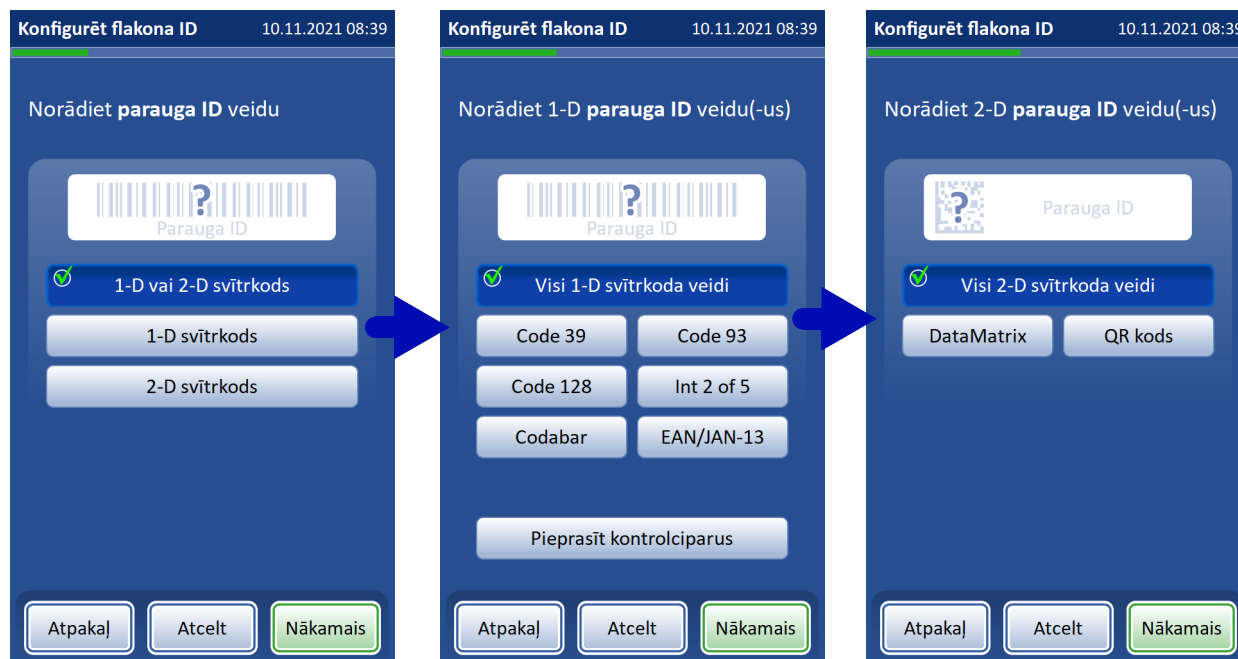 Konfigurēt flakona ID 10.11.2021 08:39
Norādiet parauga ID veidu
?
Parauga ID
1-D vai 2-D svītrkods
1-D svītrkods
2-D svītrkods
Atpakaļ Atcelt Nākamais
Konfigurēt flakona ID 10.11.2021 08:39
Norādiet 1-D parauga ID veidu(-us)
?
Parauga ID
Visi 1-D svītrkoda veidi
Code 39 Code 93
Code 128 Int 2 of 5
Codabar EAN/JAN-13
Pieprasīt kontrolciparus
Atpakaļ Atcelt Nākamais
Konfigurēt flakona ID 10.11.2021 08:39
Norādiet 2-D parauga ID veidu(-us)
? Parauga ID
Visi 2-D svītrkoda veidi
DataMatrix QR kods
Atpakaļ Atcelt Nākamais